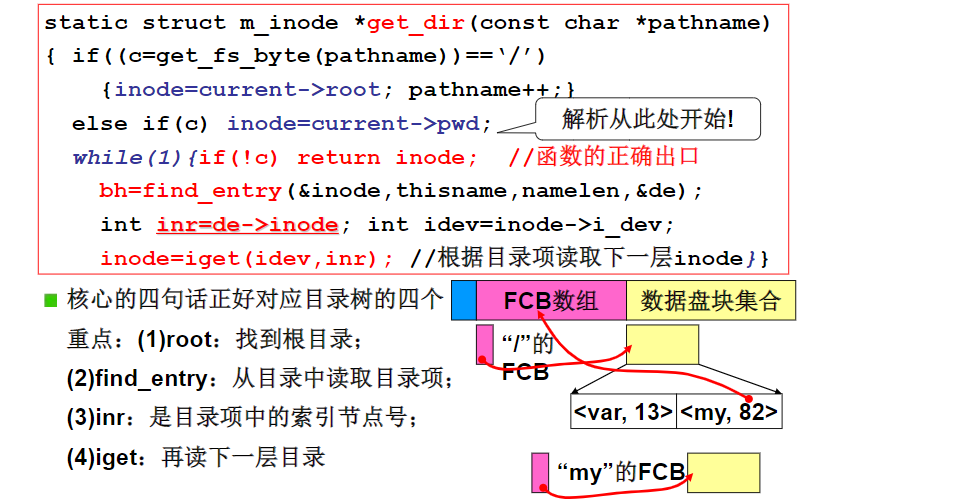 static struct m_inode *get_dir(const char *pathname)
{ if((c=get_fs_byte(pathname))==‘/’)
{inode=current->root; pathname++;}
else if(c) inode=current->pwd;
解析从此处开始!
while(1){if(!c) return inode; //函数的正确出口
bh=find_entry(&inode,thisname,namelen,&de);
int inr=de->inode; int idev=inode->i_dev;
inode=iget(idev,inr); //根据目录项读取下一层inode}}
核心的四句话正好对应目录树的四个
重点：(1)root：找到根目录；
(2)find_entry：从目录中读取目录项；
(3)inr：是目录项中的索引节点号；
(4)iget：再读下一层目录
FCB数组
数据盘块集合
“/”的
FCB
<var, 13>
<my, 82>
“my”的FCB